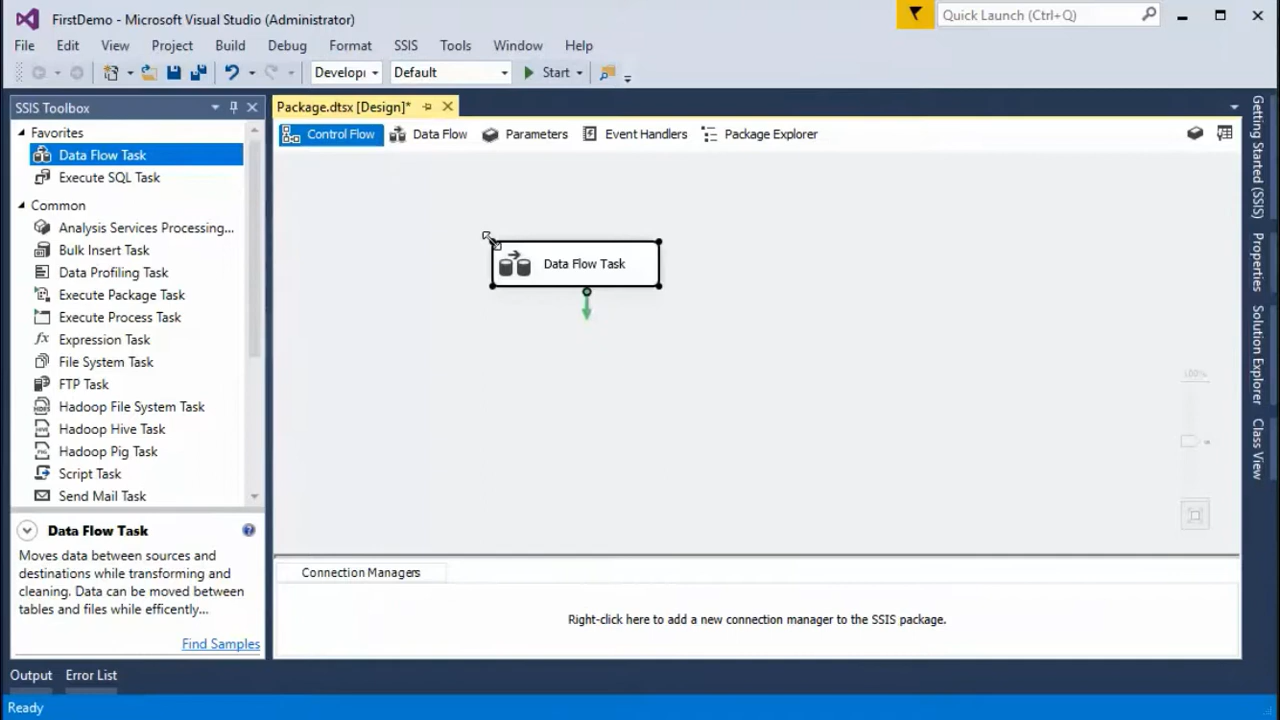 FirstDemo - Microsoft Visual Studio (Administrator)
Quick Launch (Ctrl+Q)
File Edit View Project Build Debug Format SSIS Tools Window Help
Developı Default Start
SSIS Toolbox
Favorites
Data Flow Task
Execute SQL Task
Common
Analysis Services Processing...
Bulk Insert Task
Data Profiling Task
Execute Package Task
Execute Process Task
Expression Task
File System Task
FTP Task
Hadoop File System Task
Hadoop Hive Task
Hadoop Pig Task
Script Task
Send Mail Task
Data Flow Task
Moves data between sources and
destinations while transforming and
cleaning. Data can be moved between
tables and files while efficently...
Find Samples
Package.dtsx [Design]*
Control Flow Data Flow Parameters Event Handlers Package Explorer
Data Flow Task
100%
Connection Managers
Right-click here to add a new connection manager to the SSIS package.
Getting Started (SSIS)
Properties
Solution Explorer
Class View
Output Error List
Ready